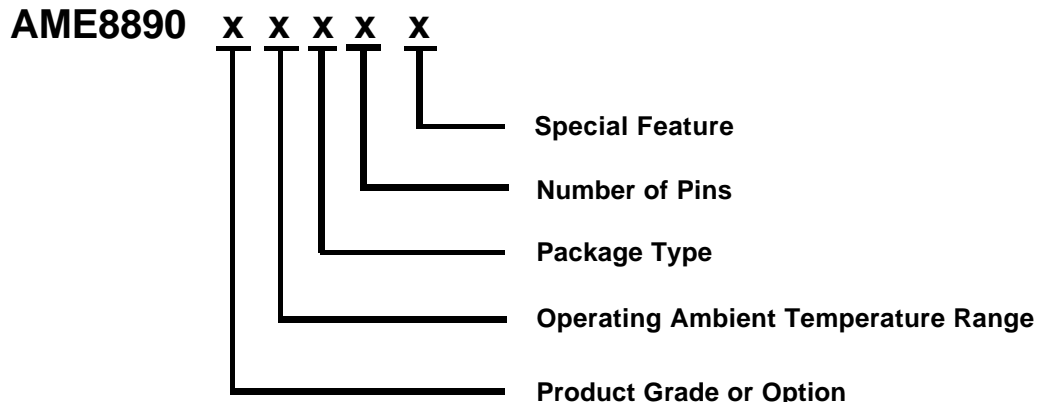 AME8890 x x x x x
Special Feature
Number of Pins
Package Type
Operating Ambient Temperature Range
Product Grade or Option